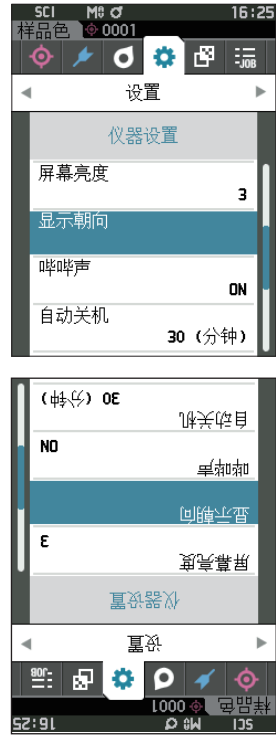 SCI M0 16:25
样品色 0001
JOB
设置
仪器设置
屏幕亮度
3
显示朝向
哔哔声
ON
自动关机
30 (分钟)
SCI M0 16:25
样品色 0001
JOB
设置
仪器设置
屏幕亮度
3
显示朝向
哔哔声
ON
自动关机
30 (分钟)